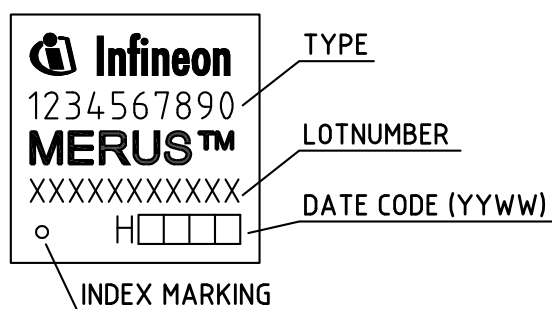 Infineon
TYPE
1234567890
MERUS™
LOTNUMBER
XXXXXXXXXXX
DATE CODE (YYWW)
H
INDEX MARKING